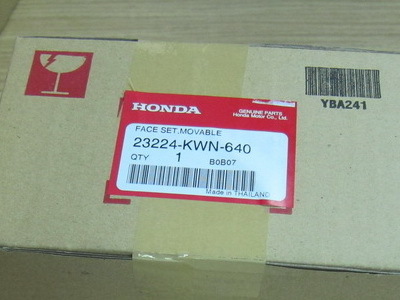 YBA241
HONDA
GENUINE PARTS
Honda Motor Co., Ltd.
FACE SET.MOVABLE
23224-KWN-640
QTY 1 B0B07
Made in THAILAND